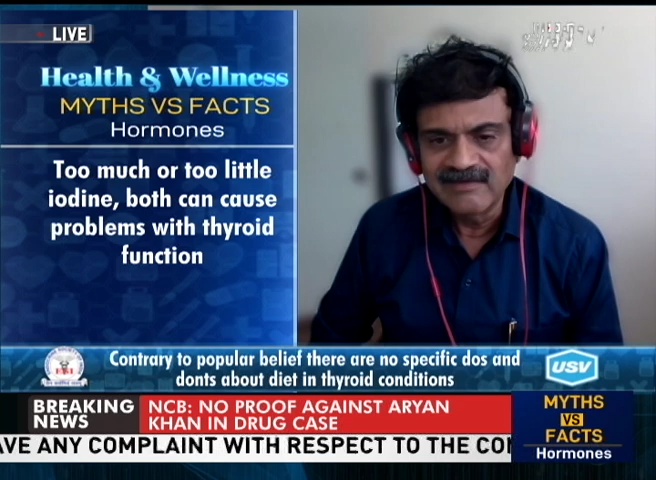 LIVE
Health & Wellness
MYTHS VS FACTS
Hormones
Too much or too little
iodine, both can cause
problems with thyroid
function
Contrary to popular belief there are no specific dos and
donts about diet in thyroid conditions
USV
BREAKING
NEWS
NCB: NO PROOF AGAINST ARYAN
KHAN IN DRUG CASE
MYTHS
VS
FACTS
Hormones
AVE ANY COMPLAINT WITH RESPECT TO THE CO